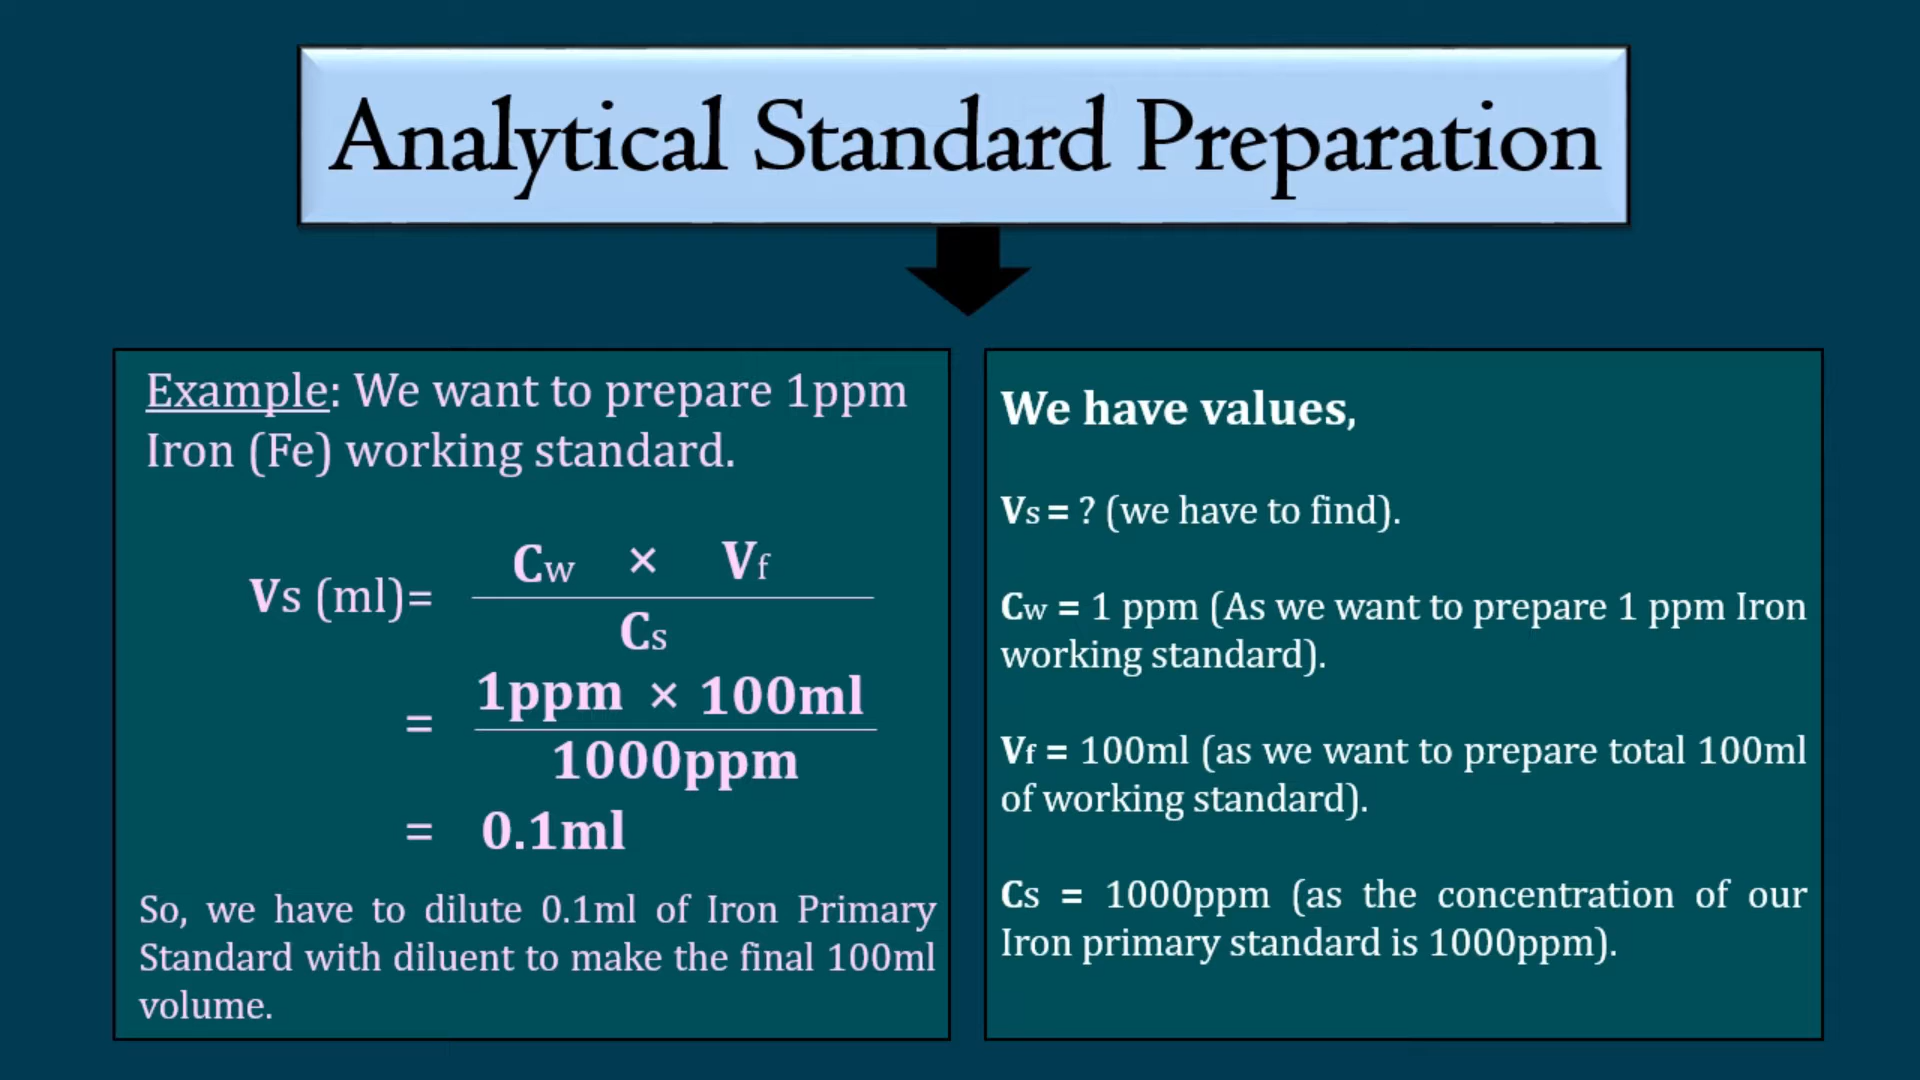 Analytical Standard Preparation
Example: We want to prepare 1ppm
Iron (Fe) working standard.
Vs (ml)= Cw × Vf
Cs
= 1ppm × 100ml
1000ppm
= 0.1ml
So, we have to dilute 0.1ml of Iron Primary
Standard with diluent to make the final 100ml
volume.
We have values,
Vs = ? (we have to find).
Cw = 1 ppm (As we want to prepare 1 ppm Iron
working standard).
Vf = 100ml (as we want to prepare total 100ml
of working standard).
Cs = 1000ppm (as the concentration of our
Iron primary standard is 1000ppm).